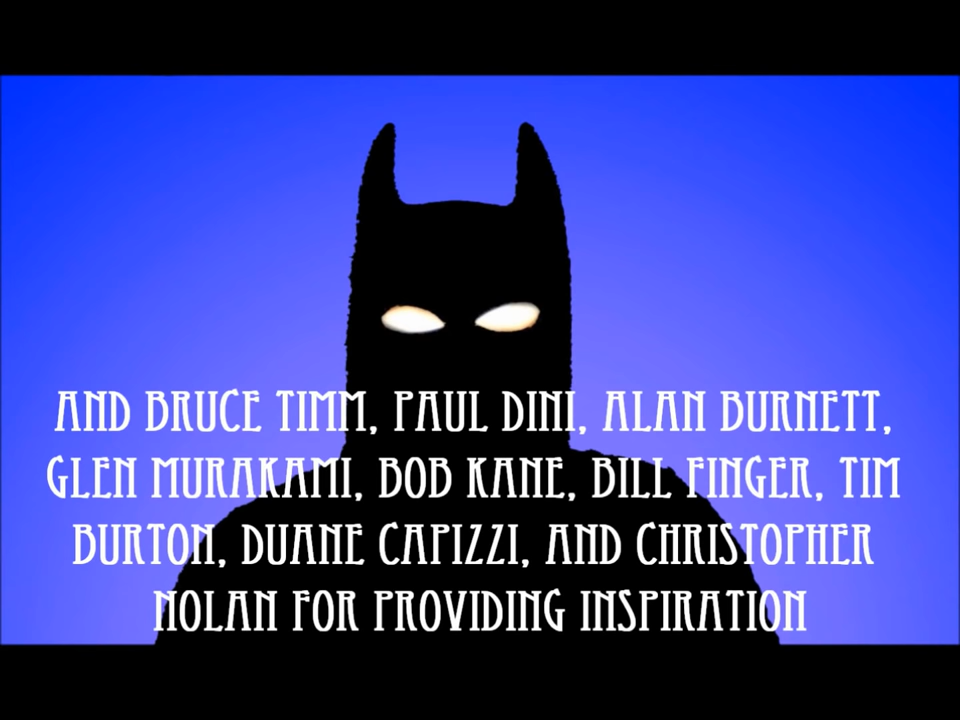 AND BRUCE TIMM, PAUL DINI, ALAN BURNETT,
GLEN MURAKAMI, BOB KANE, BILL FINGER, TIM
BURTON, DUANE CAPIZZI, AND CHRISTOPHER
NOLAN FOR PROVIDING INSPIRATION